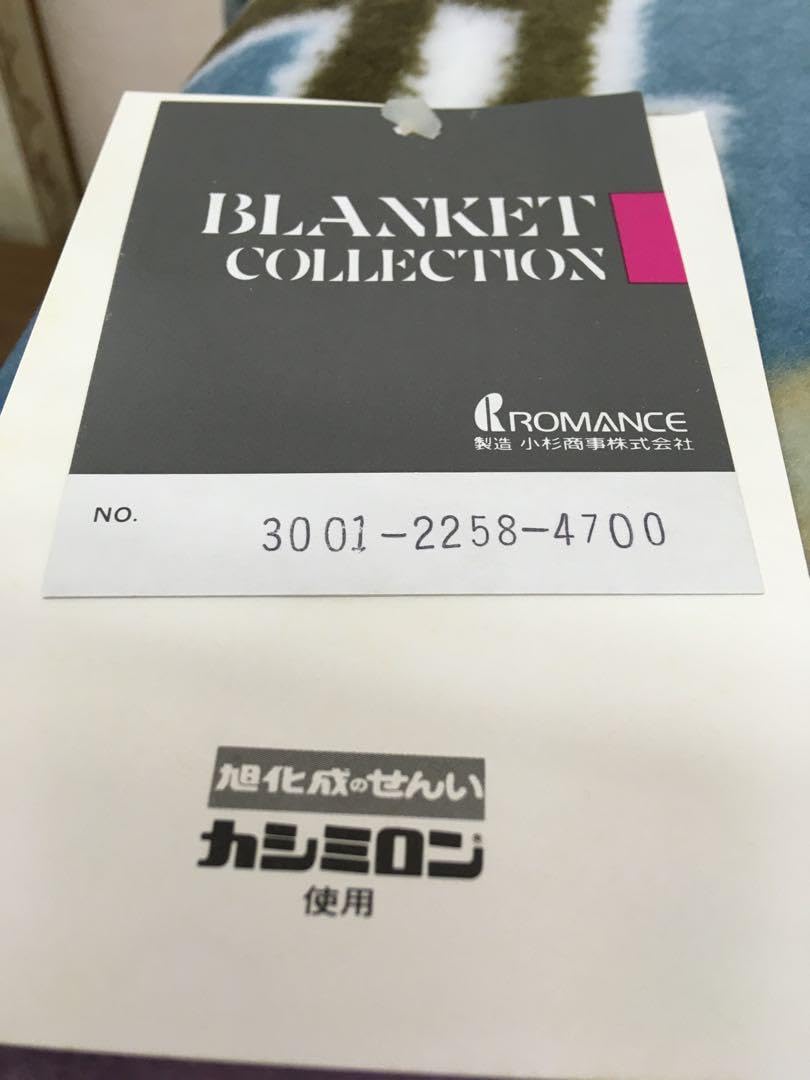 BLANKET
COLLECTION
ROMANCE
製造 小杉商事株式会社
NO. 3001-2258-4700
旭化成のせんい
カシミロン®
使用